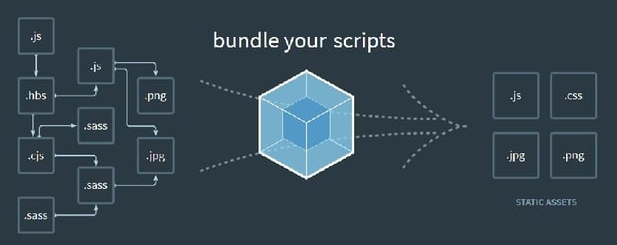 bundle your scripts
.js
.js
.hbs
.png
.sass
.cjs
.jpg
.sass
.sass
.js
.css
.jpg
.png
STATIC ASSETS